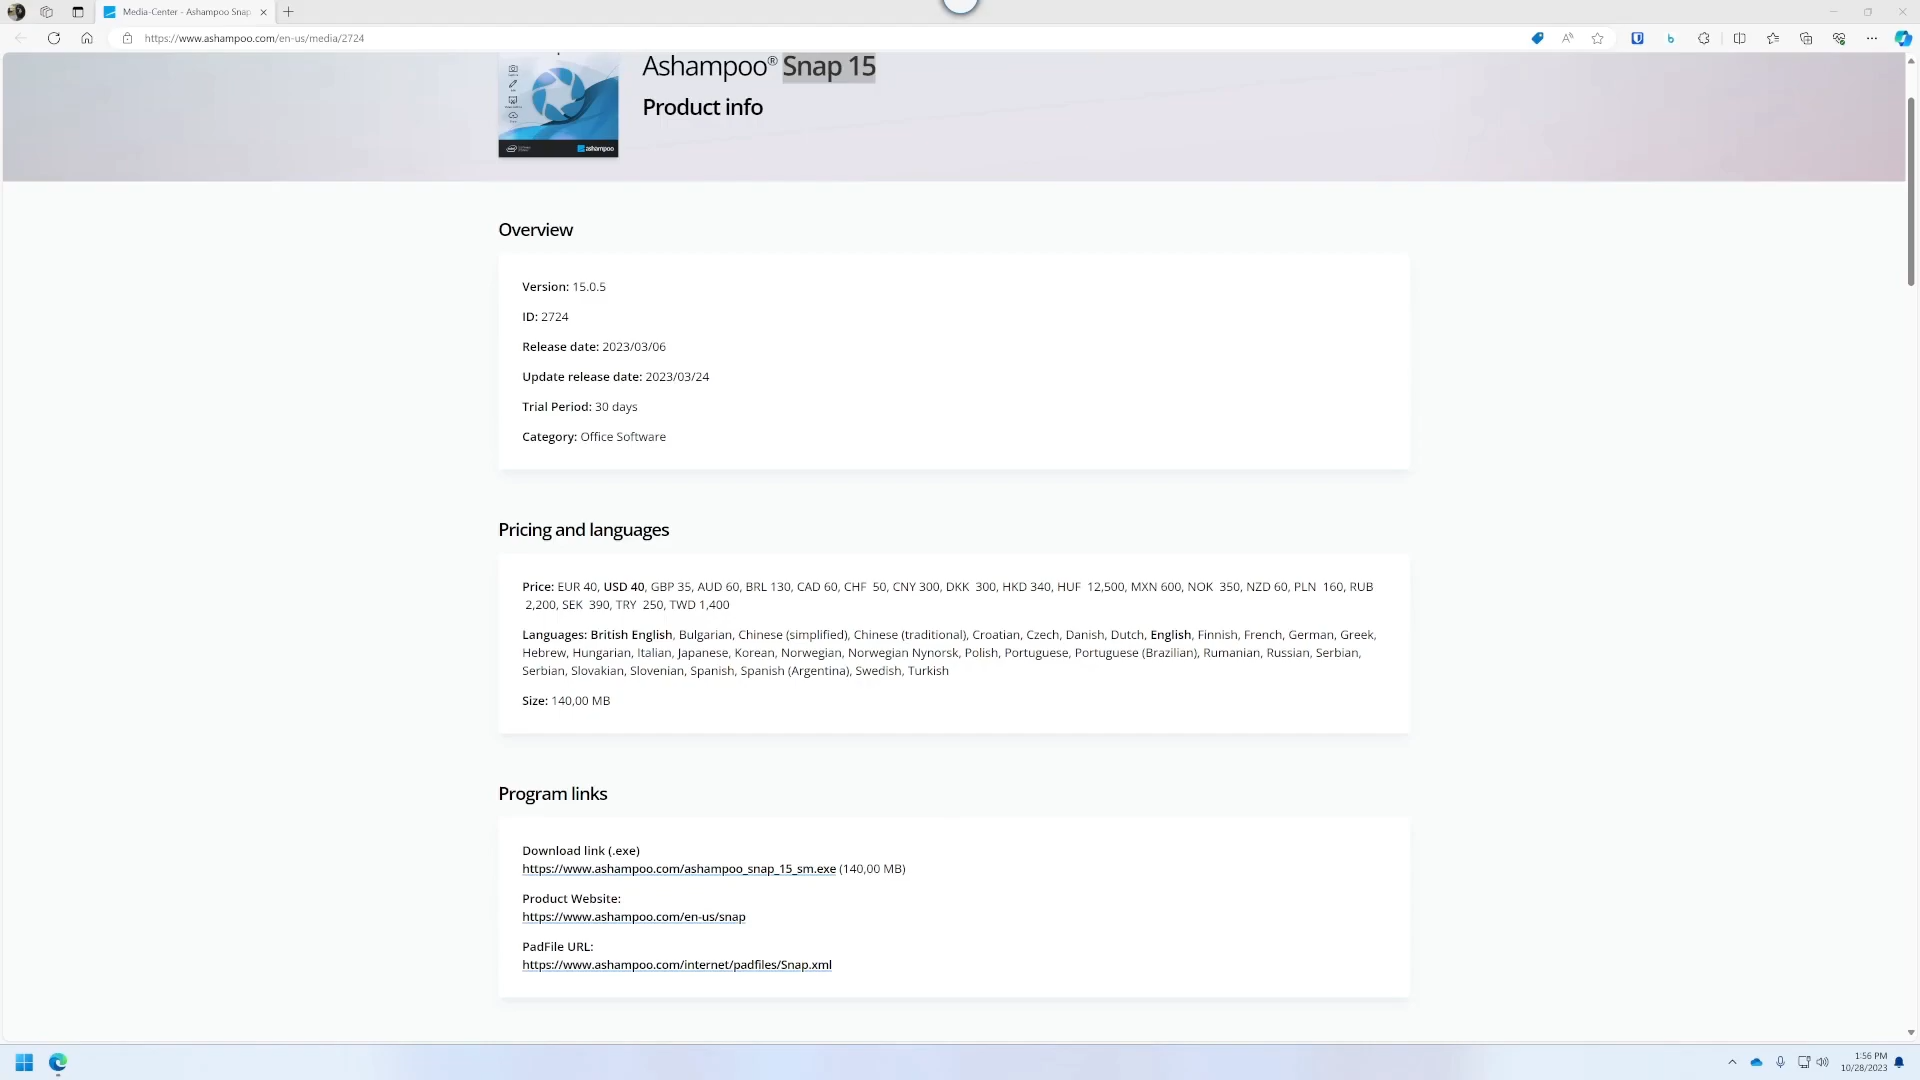 Media-Center - Ashampoo Snap
https://www.ashampoo.com/en-us/media/2724
Ashampoo® Snap 15
Product info
ashampoo
Overview
Version: 15.0.5
ID: 2724
Release date: 2023/03/06
Update release date: 2023/03/24
Trial Period: 30 days
Category: Office Software
Pricing and languages
Price: EUR 40, USD 40, GBP 35, AUD 60, BRL 130, CAD 60, CHF  50, CNY 300, DKK  300, HKD 340, HUF  12,500, MXN 600, NOK  350, NZD 60, PLN  160, RUB
2,200, SEK  390, TRY  250, TWD 1,400
Languages: British English, Bulgarian, Chinese (simplified), Chinese (traditional), Croatian, Czech, Danish, Dutch, English, Finnish, French, German, Greek,
Hebrew, Hungarian, Italian, Japanese, Korean, Norwegian, Norwegian Nynorsk, Polish, Portuguese, Portuguese (Brazilian), Rumanian, Russian, Serbian,
Serbian, Slovakian, Slovenian, Spanish, Spanish (Argentina), Swedish, Turkish
Size: 140,00 MB
Program links
Download link (.exe)
https://www.ashampoo.com/ashampoo_snap_15_sm.exe (140,00 MB)
Product Website:
https://www.ashampoo.com/en-us/snap
PadFile URL:
https://www.ashampoo.com/internet/padfiles/Snap.xml
1:56 PM
10/28/2023